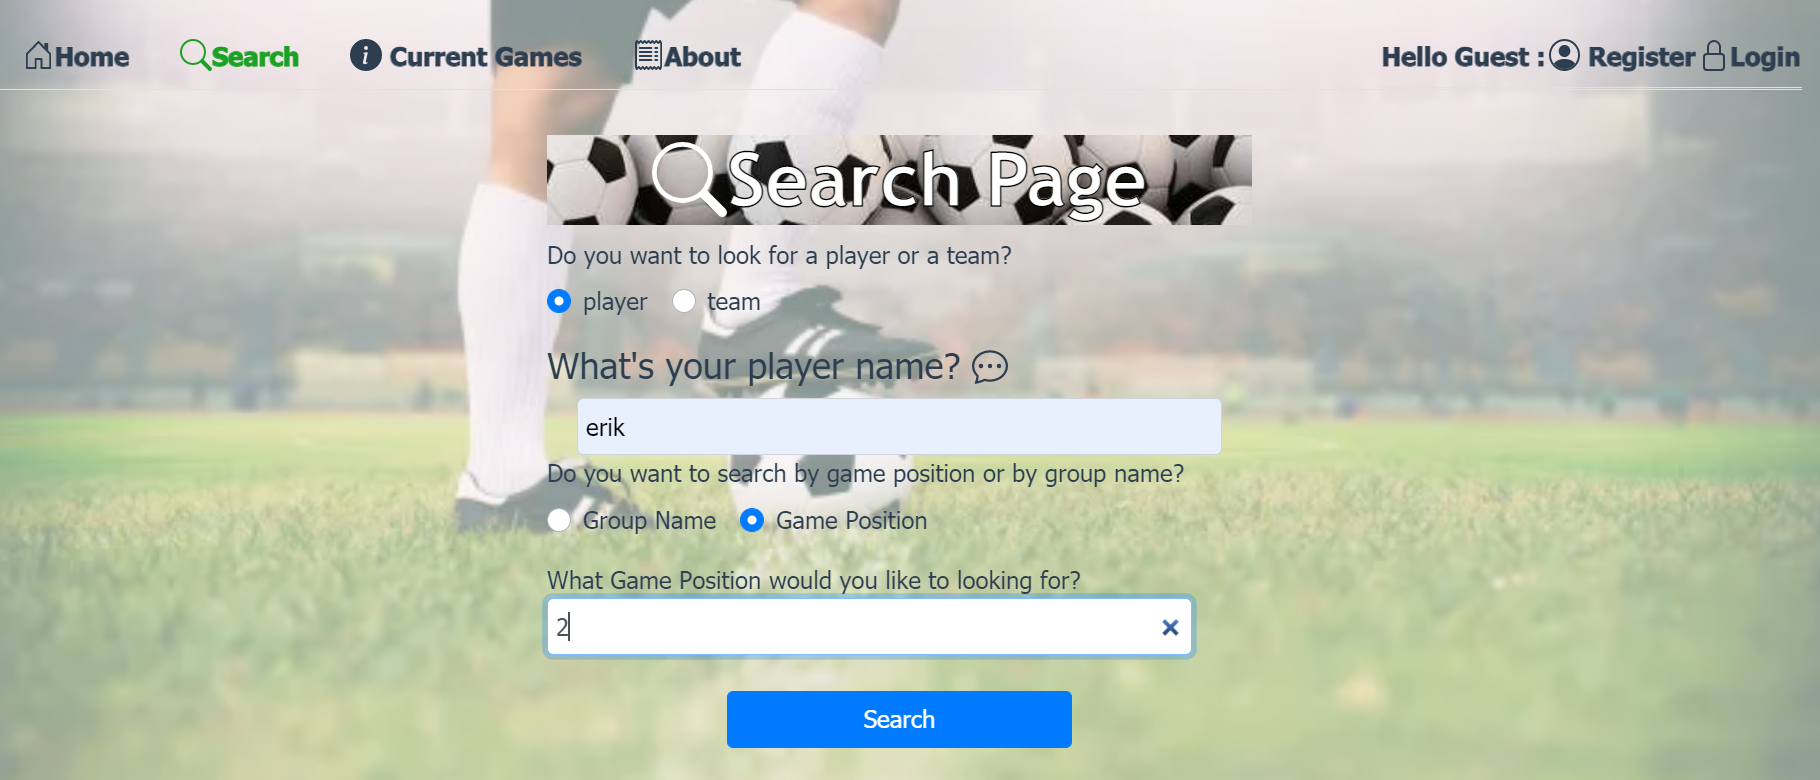 Home Search Current Games About Hello Guest : Register Login
Search Page
Do you want to look for a player or a team?
player team
What's your player name?
erik
Do you want to search by game position or by group name?
Group Name Game Position
What Game Position would you like to looking for?
2
Search